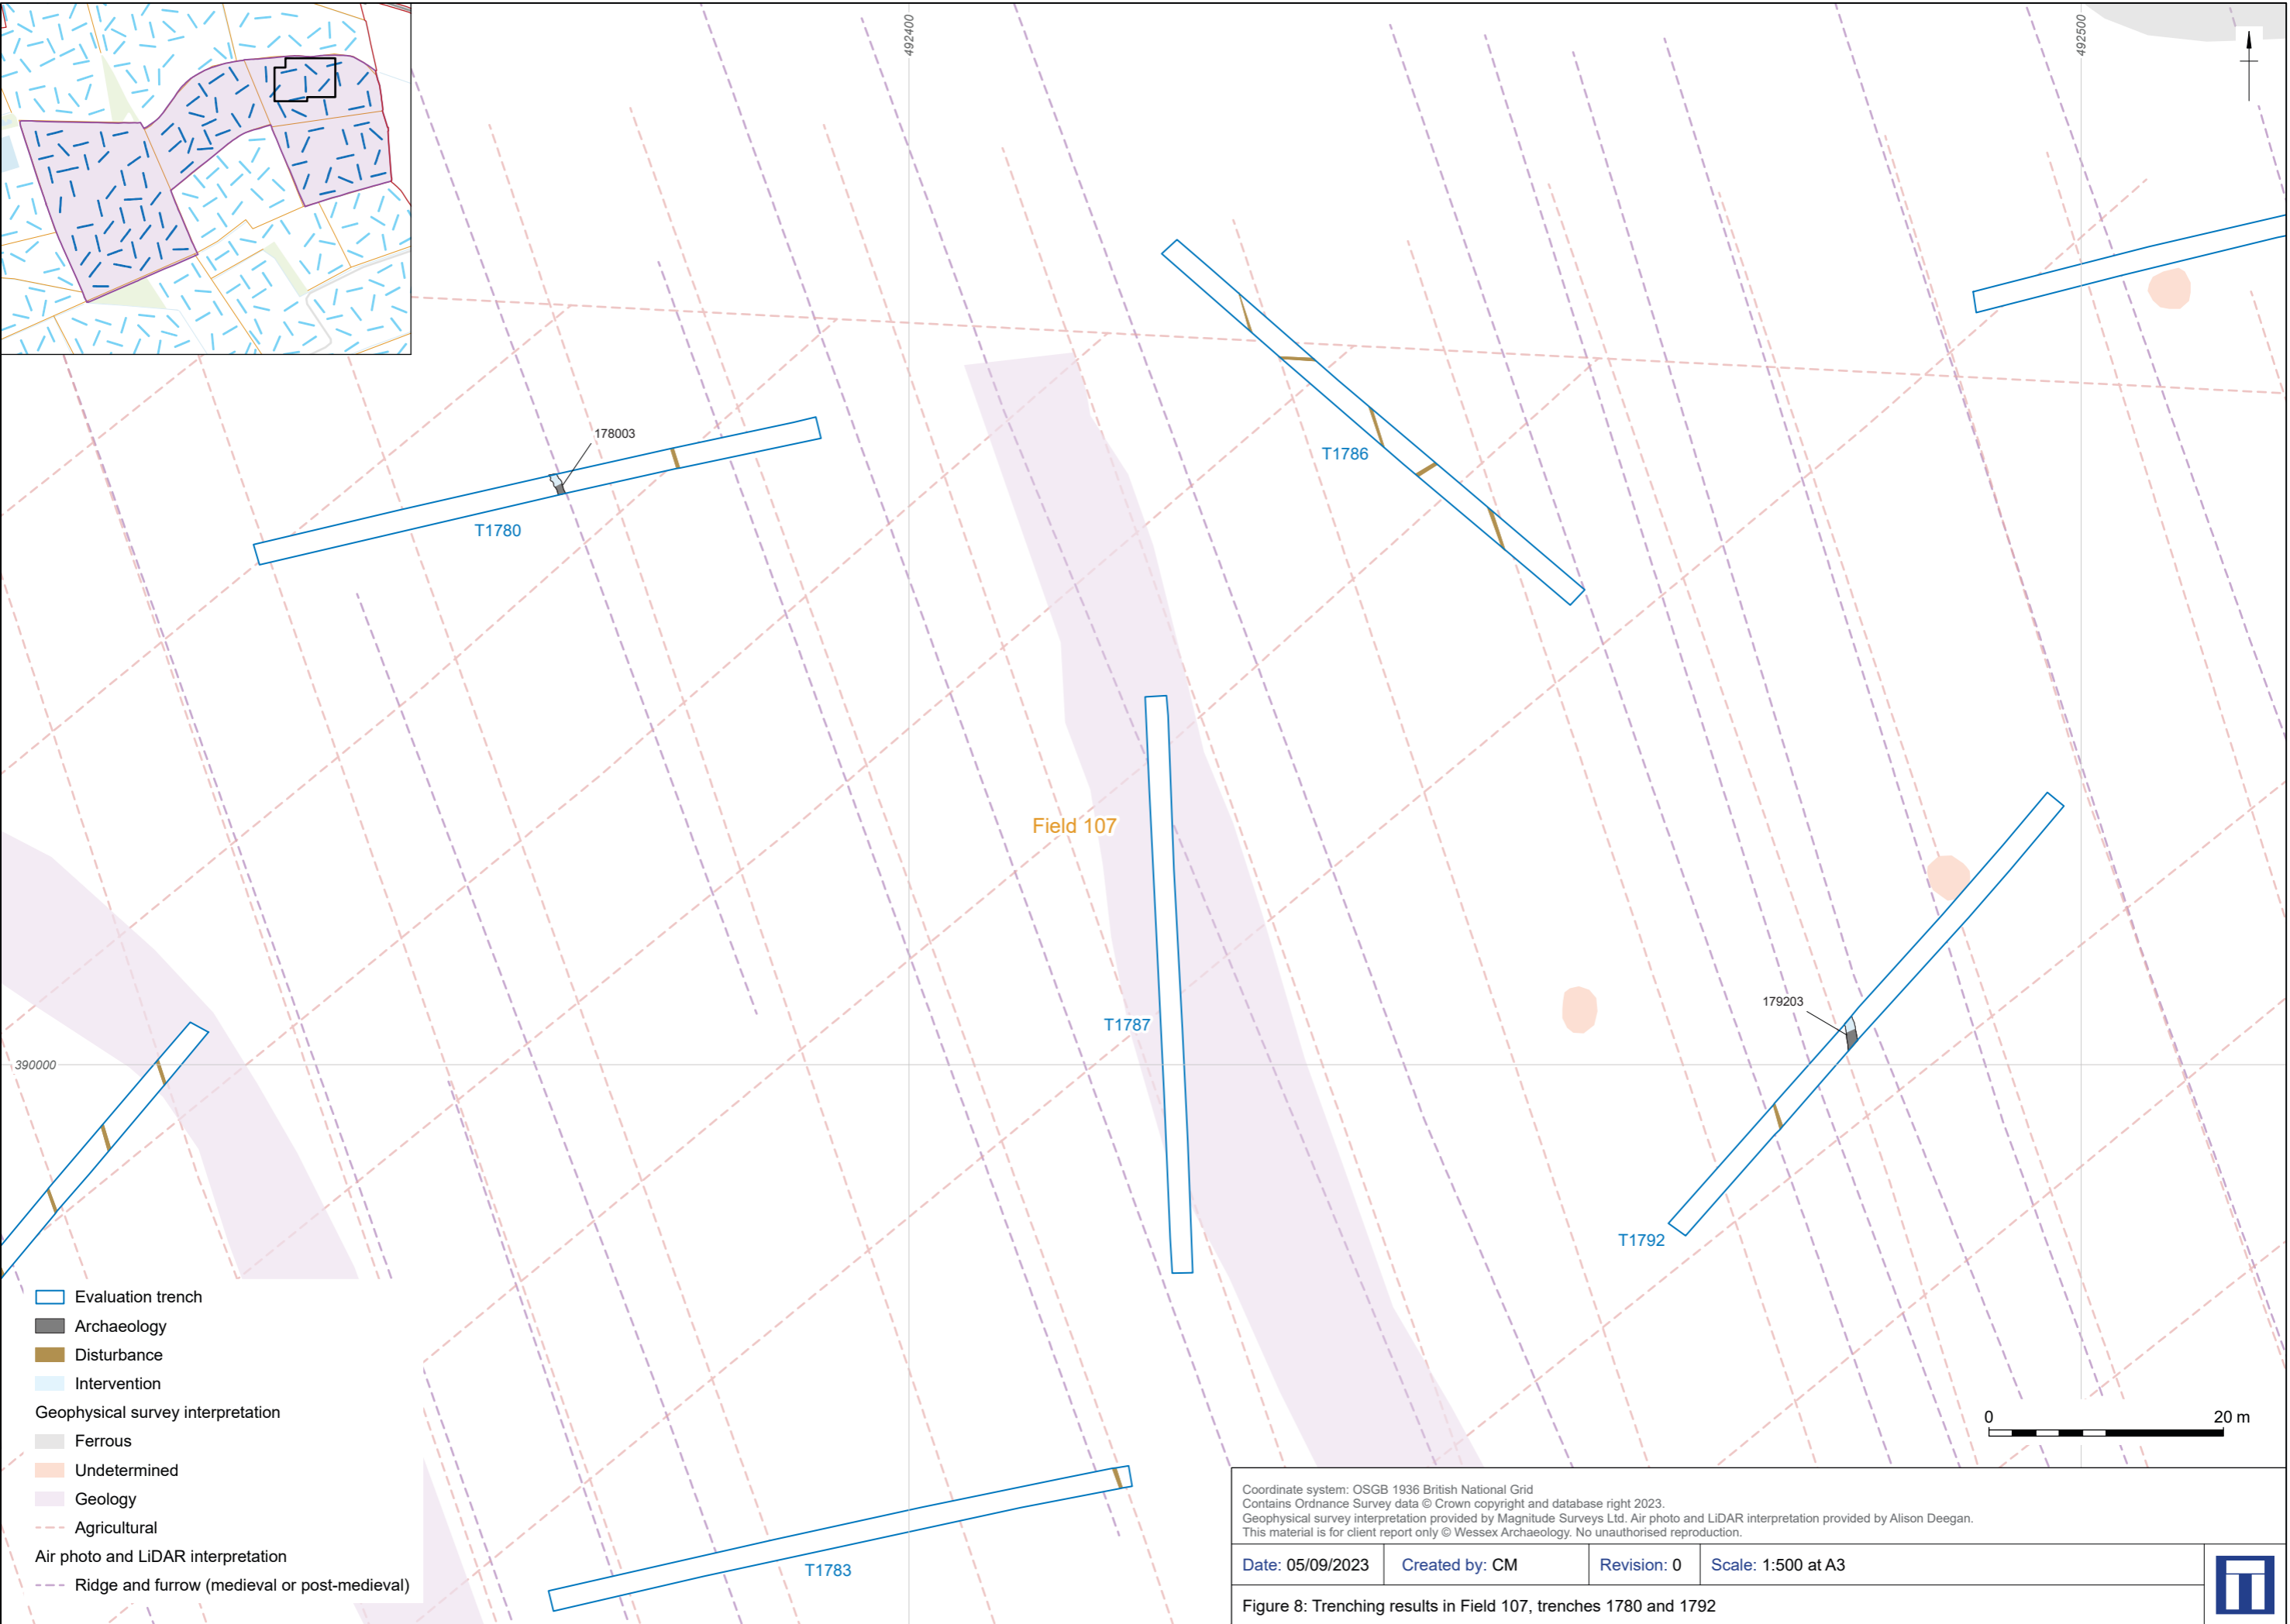 492400
492500
178003
T1786
T1780
Field 107
179203
T1787
390000
T1792
Evaluation trench
Archaeology
Disturbance
Intervention
Geophysical survey interpretation
Ferrous
Undetermined
Geology
Agricultural
Air photo and LiDAR interpretation
Ridge and furrow (medieval or post-medieval)
T1783
0 20 m
Coordinate system: OSGB 1936 British National Grid
Contains Ordnance Survey data © Crown copyright and database right 2023.
Geophysical survey interpretation provided by Magnitude Surveys Ltd. Air photo and LiDAR interpretation provided by Alison Deegan.
This material is for client report only © Wessex Archaeology. No unauthorised reproduction.
Date: 05/09/2023 Created by: CM Revision: 0 Scale: 1:500 at A3
Figure 8: Trenching results in Field 107, trenches 1780 and 1792